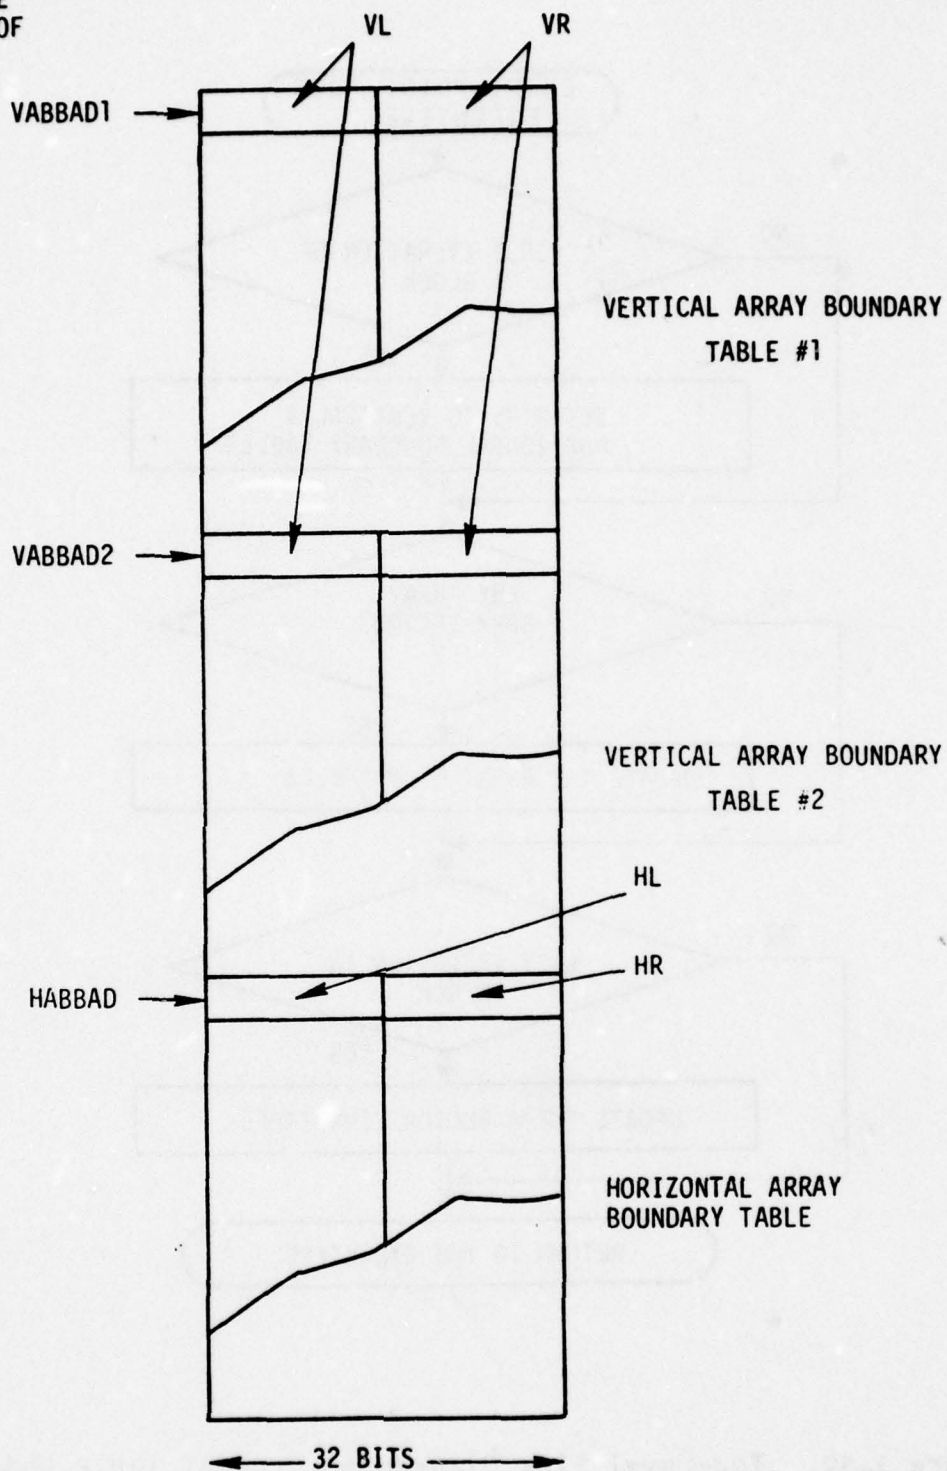 OF
VL VR
VABBAD1
VERTICAL ARRAY BOUNDARY
TABLE #1
VABBAD2
VERTICAL ARRAY BOUNDARY
TABLE #2
HL
HR
HABBAD
HORIZONTAL ARRAY
BOUNDARY TABLE
32 BITS